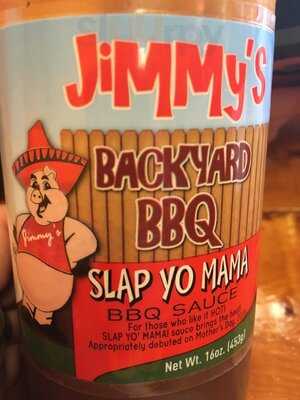 JiMMY'S
BACKYARD
BBQ
Jimmy's
SLAP YO MAMA
BBQ SAUCE
For those who like it HOT!
SLAP YO' MAMA! sauce brings the heat!
Appropriately debuted on Mother's Day
Net Wt. 16oz. (453g)